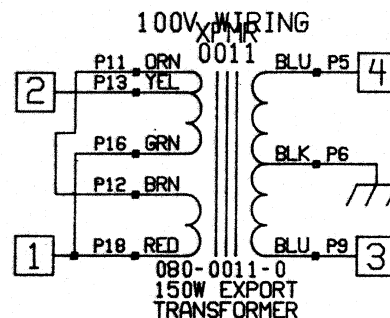 100V WIRING
XFMR
0011
P11 ORN
P13 YEL
P16 GRN
P12 BRN
P18 RED
2
1
BLU P5
BLK P6
BLU P9
4
3
080-0011-0
150W EXPORT
TRANSFORMER